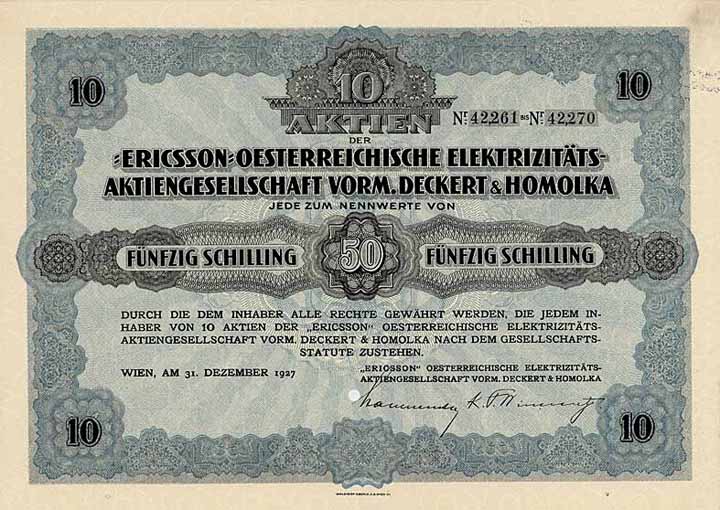 10
10
10
AKTIEN
Nr. 42,261 BIS Nr. 42,270
DER
„ERICSSON“ OESTERREICHISCHE ELEKTRIZITÄTS-
AKTIENGESELLSCHAFT VORM. DECKERT & HOMOLKA
JEDE ZUM NENNWERTE VON
FÜNFZIG SCHILLING 50 FÜNFZIG SCHILLING
DURCH DIE DEM INHABER ALLE RECHTE GEWÄHRT WERDEN, DIE JEDEM IN-
HABER VON 10 AKTIEN DER „ERICSSON“ OESTERREICHISCHE ELEKTRIZITÄTS-
AKTIENGESELLSCHAFT VORM. DECKERT & HOMOLKA NACH DEM GESELLSCHAFTS-
STATUTE ZUSTEHEN.
WIEN, AM 31. DEZEMBER 1927
„ERICSSON“ OESTERREICHISCHE ELEKTRIZITÄTS-
AKTIENGESELLSCHAFT VORM. DECKERT & HOMOLKA
10
10